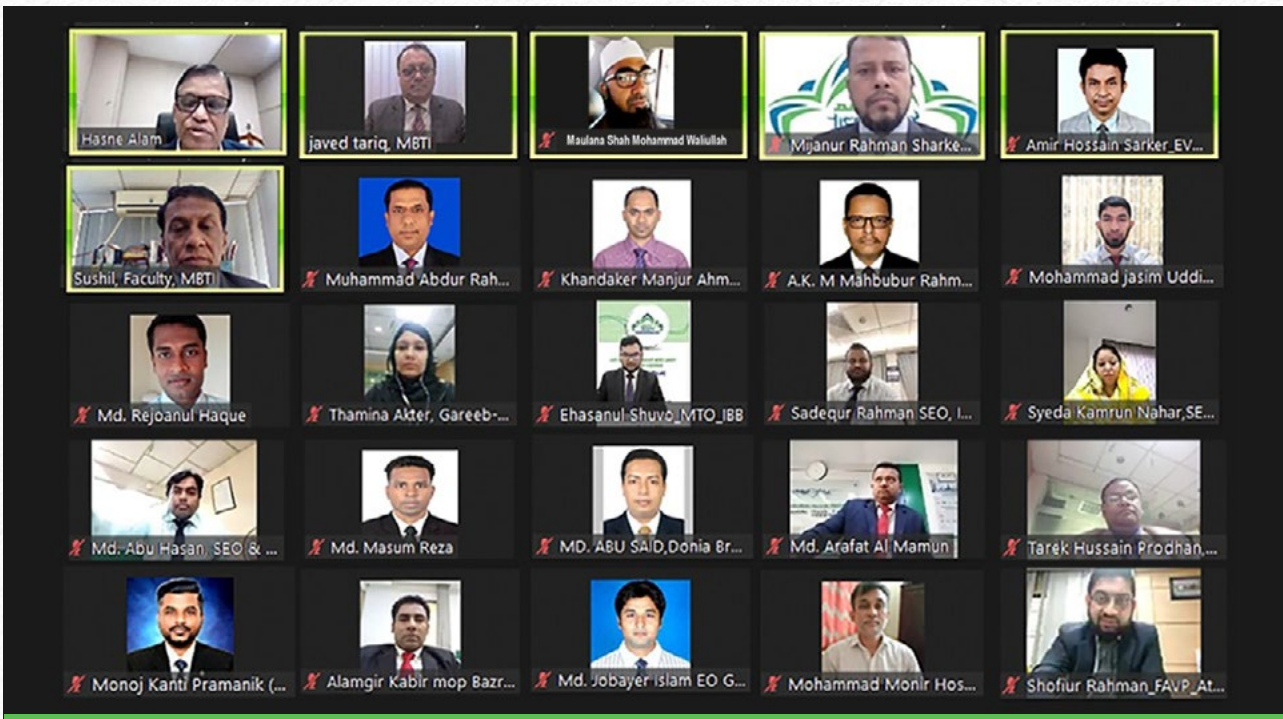 Hasne Alam
javed tariq, MBTI
Maulana Shah Mohammad Waliullah
Mijanur Rahman Sharke...
Amir Hossain Sarker_EV...
Sushil, Faculty, MBTI
Muhammad Abdur Rah...
Khandaker Manjur Ahm...
A.K. M Mahbubur Rahm...
Mohammad jasim Uddi...
Md. Rejoanul Haque
Thamina Akter, Gareeb-...
Ehasanul Shuvo_MTO_IBB
Sadequr Rahman SEO, I...
Syeda Kamrun Nahar,SE...
Md. Abu Hasan, SEO & ...
Md. Masum Reza
MD. ABU SAID,Donia Br...
Md. Arafat Al Mamun
Tarek Hussain Prodhan,...
Monoj Kanti Pramanik (...
Alamgir Kabir mop Bazr...
Md. Jobayer islam EO G...
Mohammad Monir Hos...
Shofiur Rahman_FAVP_At...